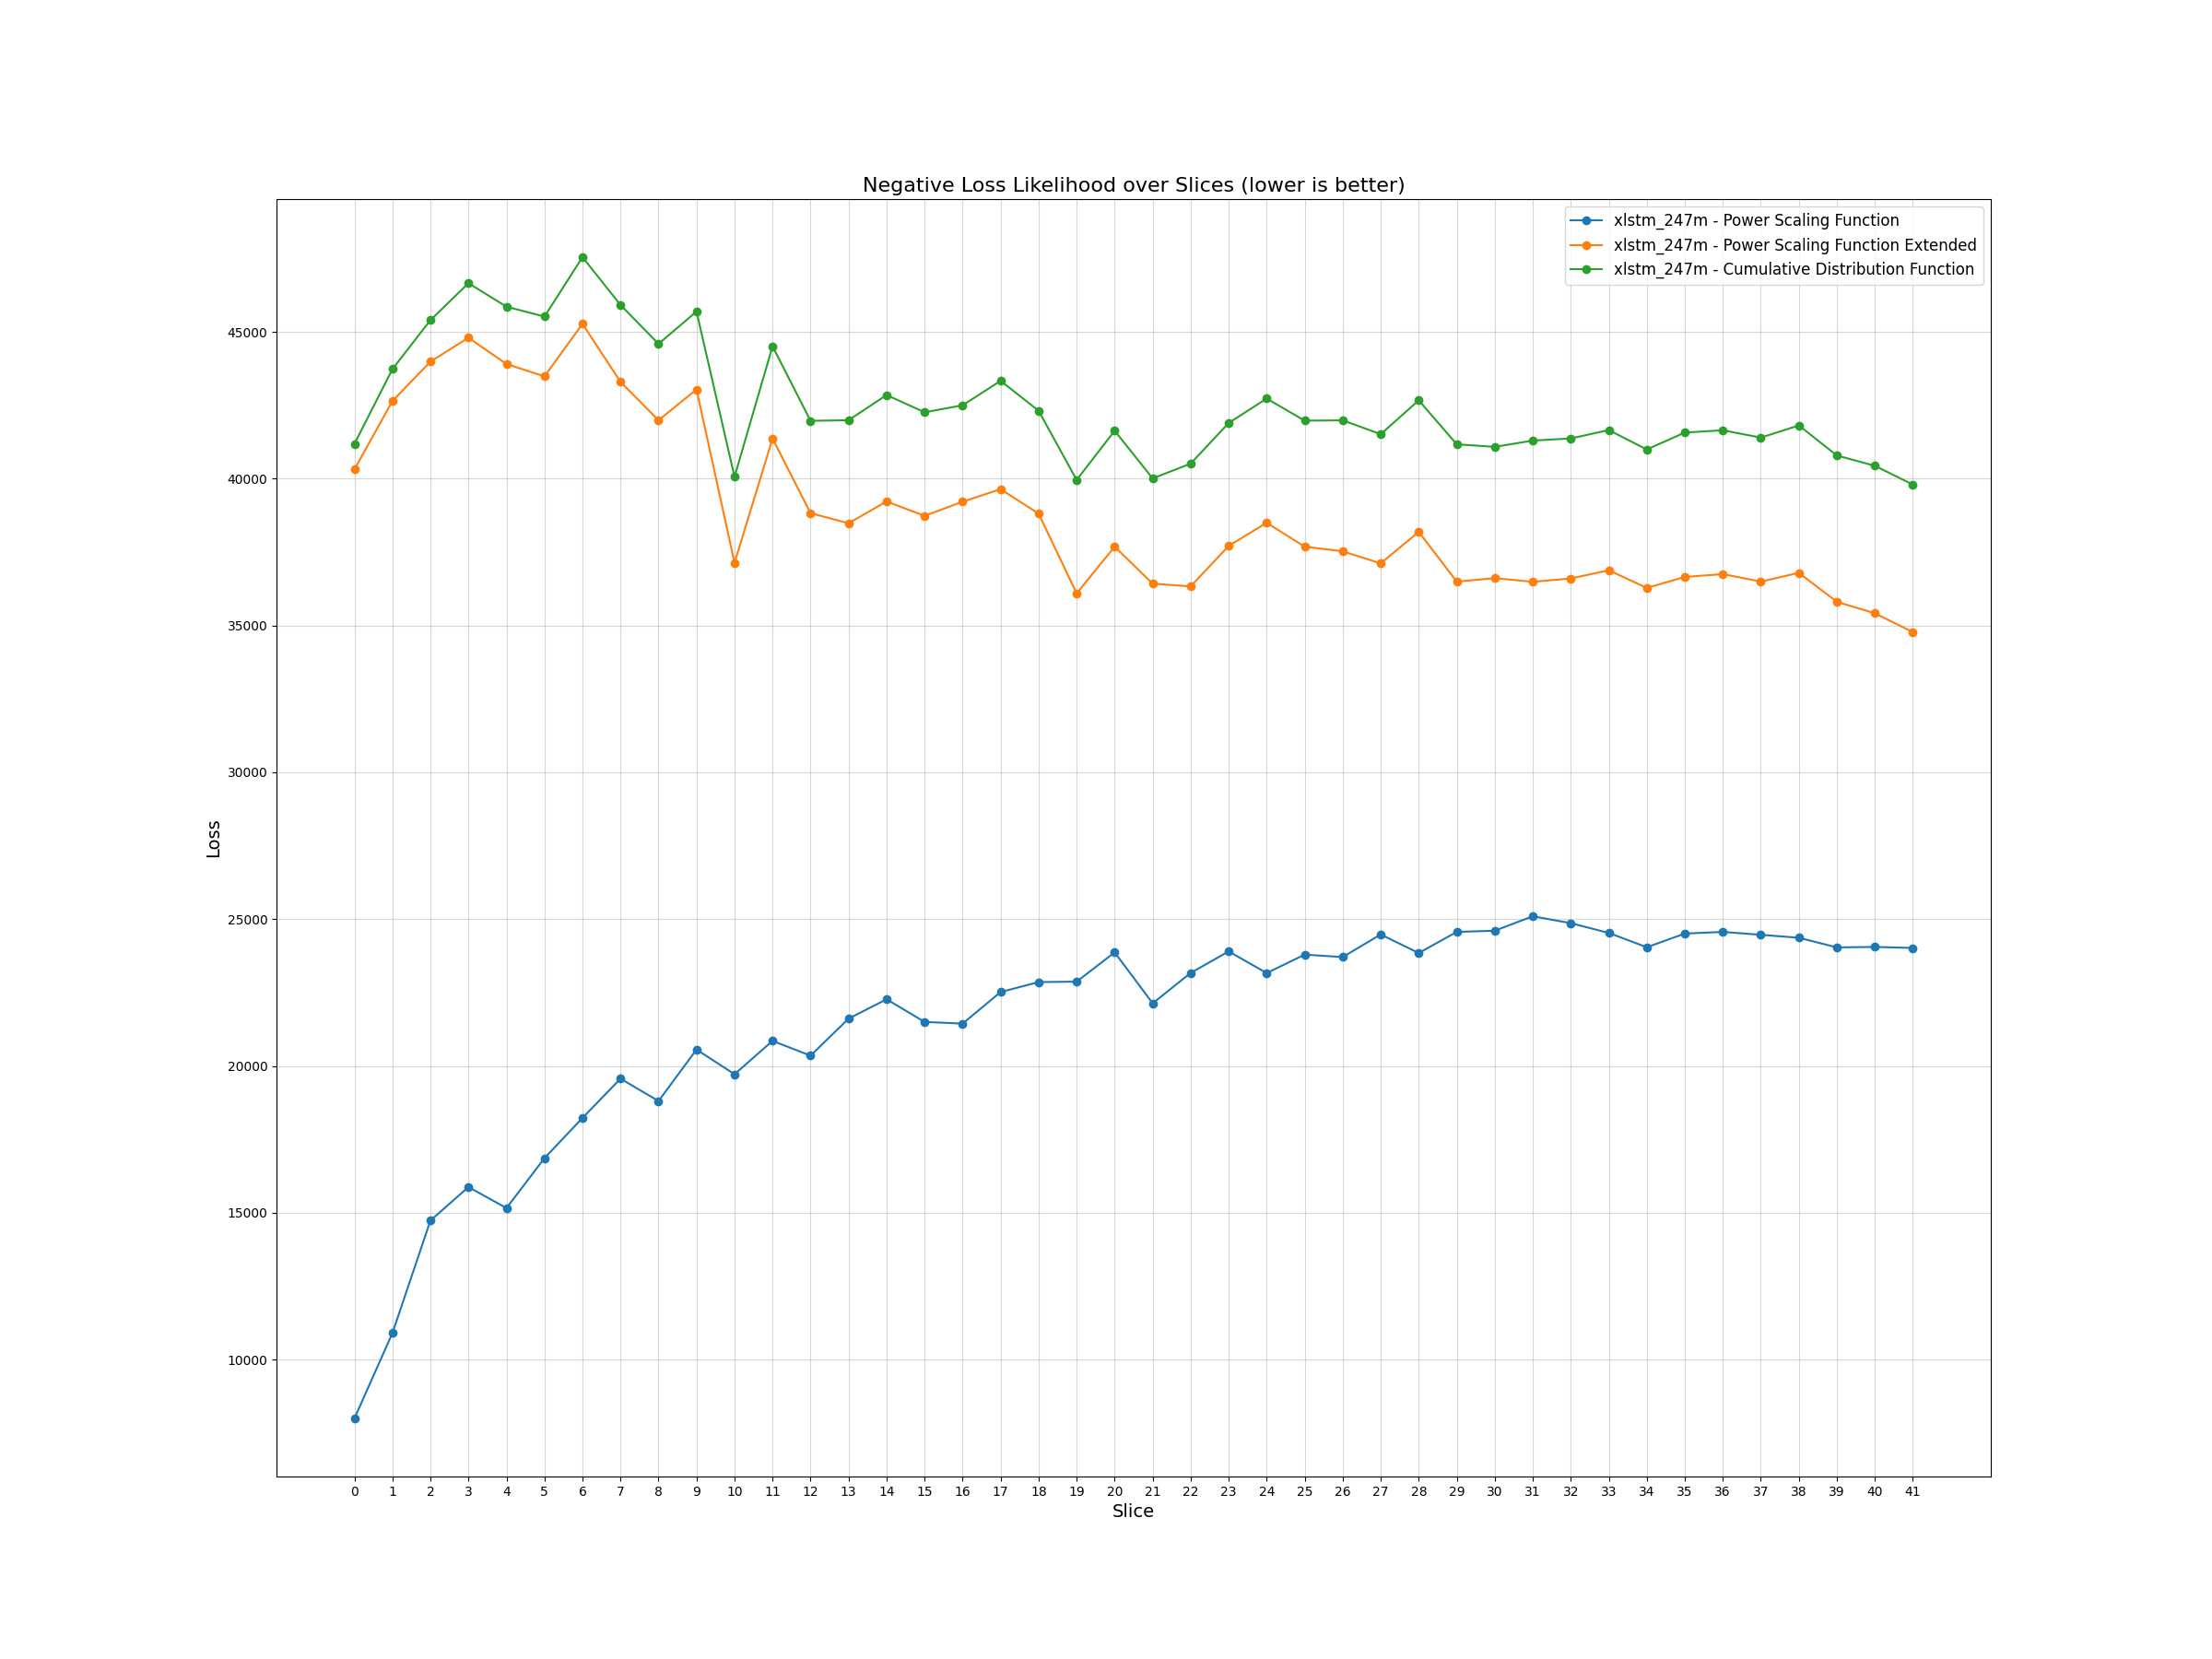 Negative Loss Likelihood over Slices (lower is better)
xlstm_247m - Power Scaling Function
xlstm_247m - Power Scaling Function Extended
xlstm_247m - Cumulative Distribution Function
45000
40000
35000
30000
25000
20000
15000
10000
Loss
0 1 2 3 4 5 6 7 8 9 10 11 12 13 14 15 16 17 18 19 20 21 22 23 24 25 26 27 28 29 30 31 32 33 34 35 36 37 38 39 40 41
Slice